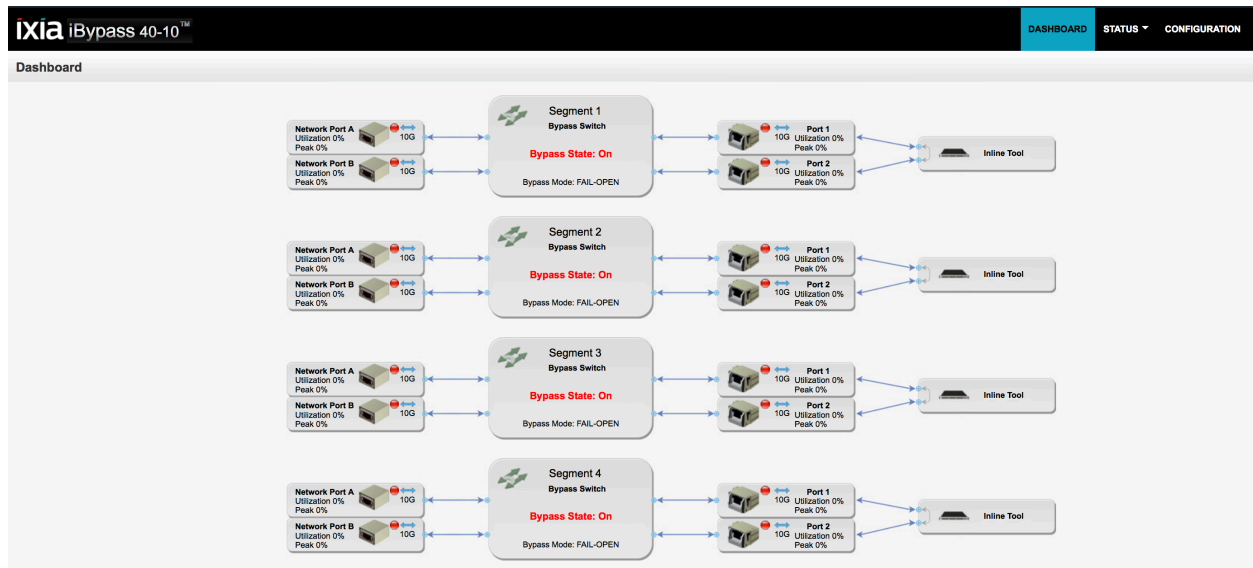 ixia iBypass 40-10™
DASHBOARD STATUS CONFIGURATION
Dashboard
Segment 1
Bypass Switch
Bypass State: On
Bypass Mode: FAIL-OPEN
Network Port A
Utilization 0%
Peak 0%
10G
Network Port B
Utilization 0%
Peak 0%
10G
Port 1
10G Utilization 0%
Peak 0%
Port 2
10G Utilization 0%
Peak 0%
Inline Tool
Segment 2
Bypass Switch
Bypass State: On
Bypass Mode: FAIL-OPEN
Network Port A
Utilization 0%
Peak 0%
10G
Network Port B
Utilization 0%
Peak 0%
10G
Port 1
10G Utilization 0%
Peak 0%
Port 2
10G Utilization 0%
Peak 0%
Inline Tool
Segment 3
Bypass Switch
Bypass State: On
Bypass Mode: FAIL-OPEN
Network Port A
Utilization 0%
Peak 0%
10G
Network Port B
Utilization 0%
Peak 0%
10G
Port 1
10G Utilization 0%
Peak 0%
Port 2
10G Utilization 0%
Peak 0%
Inline Tool
Segment 4
Bypass Switch
Bypass State: On
Bypass Mode: FAIL-OPEN
Network Port A
Utilization 0%
Peak 0%
10G
Network Port B
Utilization 0%
Peak 0%
10G
Port 1
10G Utilization 0%
Peak 0%
Port 2
10G Utilization 0%
Peak 0%
Inline Tool